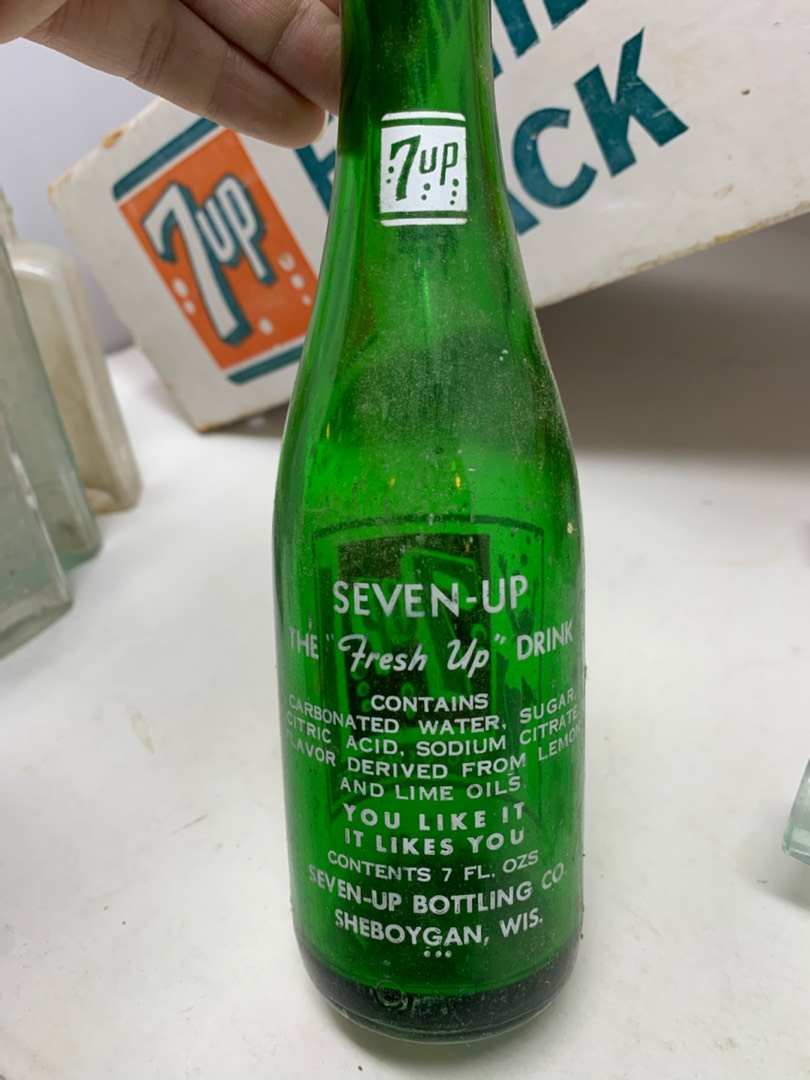 7up
7up
PACK
SEVEN-UP
THE "Fresh Up" DRINK
CONTAINS
CARBONATED WATER, SUGAR,
CITRIC ACID, SODIUM CITRATE,
FLAVOR DERIVED FROM LEMON
AND LIME OILS
YOU LIKE IT
IT LIKES YOU
CONTENTS 7 FL. OZS
SEVEN-UP BOTTLING CO.
SHEBOYGAN, WIS.